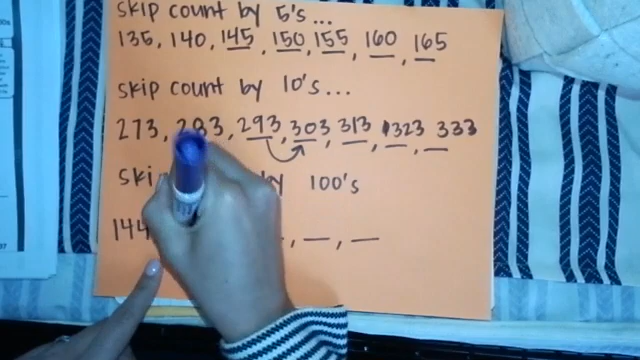 skip count by 5's...
135, 140, 145, 150, 155, 160, 165
skip count by 10's...
273, 283, 293, 303, 313, 323 333
100's